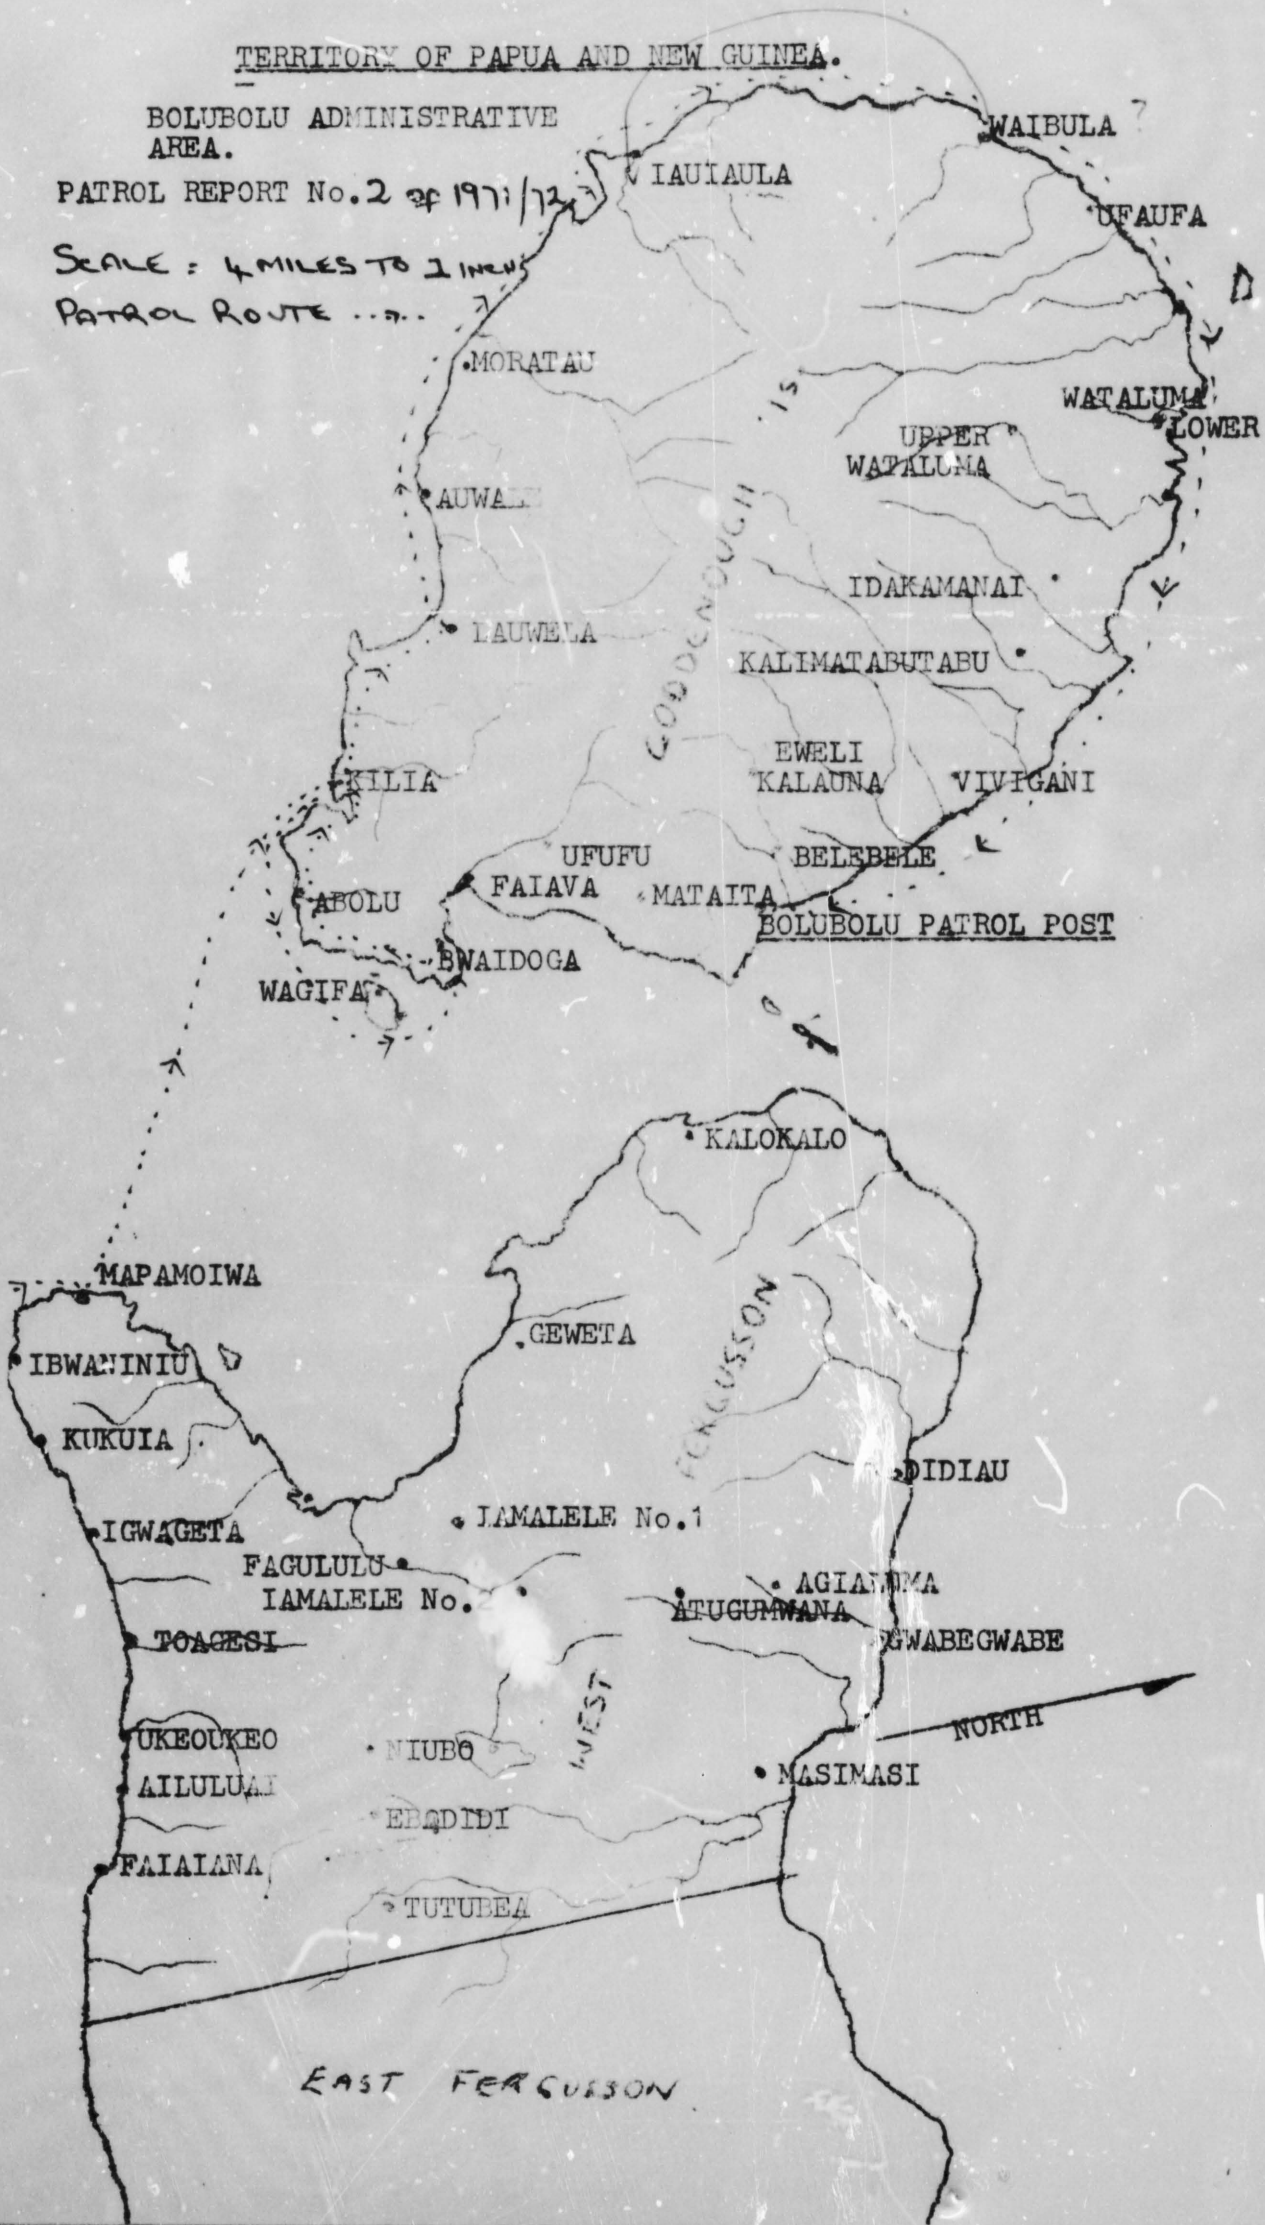 TERRITORY OF PAPUA AND NEW GUINEA.
BOLUBOLU ADMINISTRATIVE
AREA.
PATROL REPORT No.2 of 1971/72
SCALE : 4 MILES TO 1 INCH
PATROL ROUTE ..→..
WAIBULA ?
IAUIAULA
UFAUFA
MORATAU
IS.
WATALUMA
LOWER
UPPER
WATALUMA
AUWALE
GOODENOUGH
IDAKAMANAI
LAUWELA
KALIMATABUTABU
EWELI
KILIA
KALAUNA
VIVIGANI
UFUFU
BELEBELE
FAIAVA
MATAITA
ABOLU
BOLUBOLU PATROL POST
BWAIDOGA
WAGIFA
KALOKALO
MAPAMOIWA
GEWETA
FERGUSSON
IBWANINIU
KUKUIA
DIDIAU
IAMALELE No.1
IGWAGETA
FAGULULU
AGIALUMA
IAMALELE No.2
ATUGUMWANA
TOAGESI
GWABEGWABE
WEST
NORTH
UKEOUKEO
NIUBO
MASIMASI
AILULUAI
EBODIDI
FAIAIANA
TUTUBEA
EAST FERGUSSON